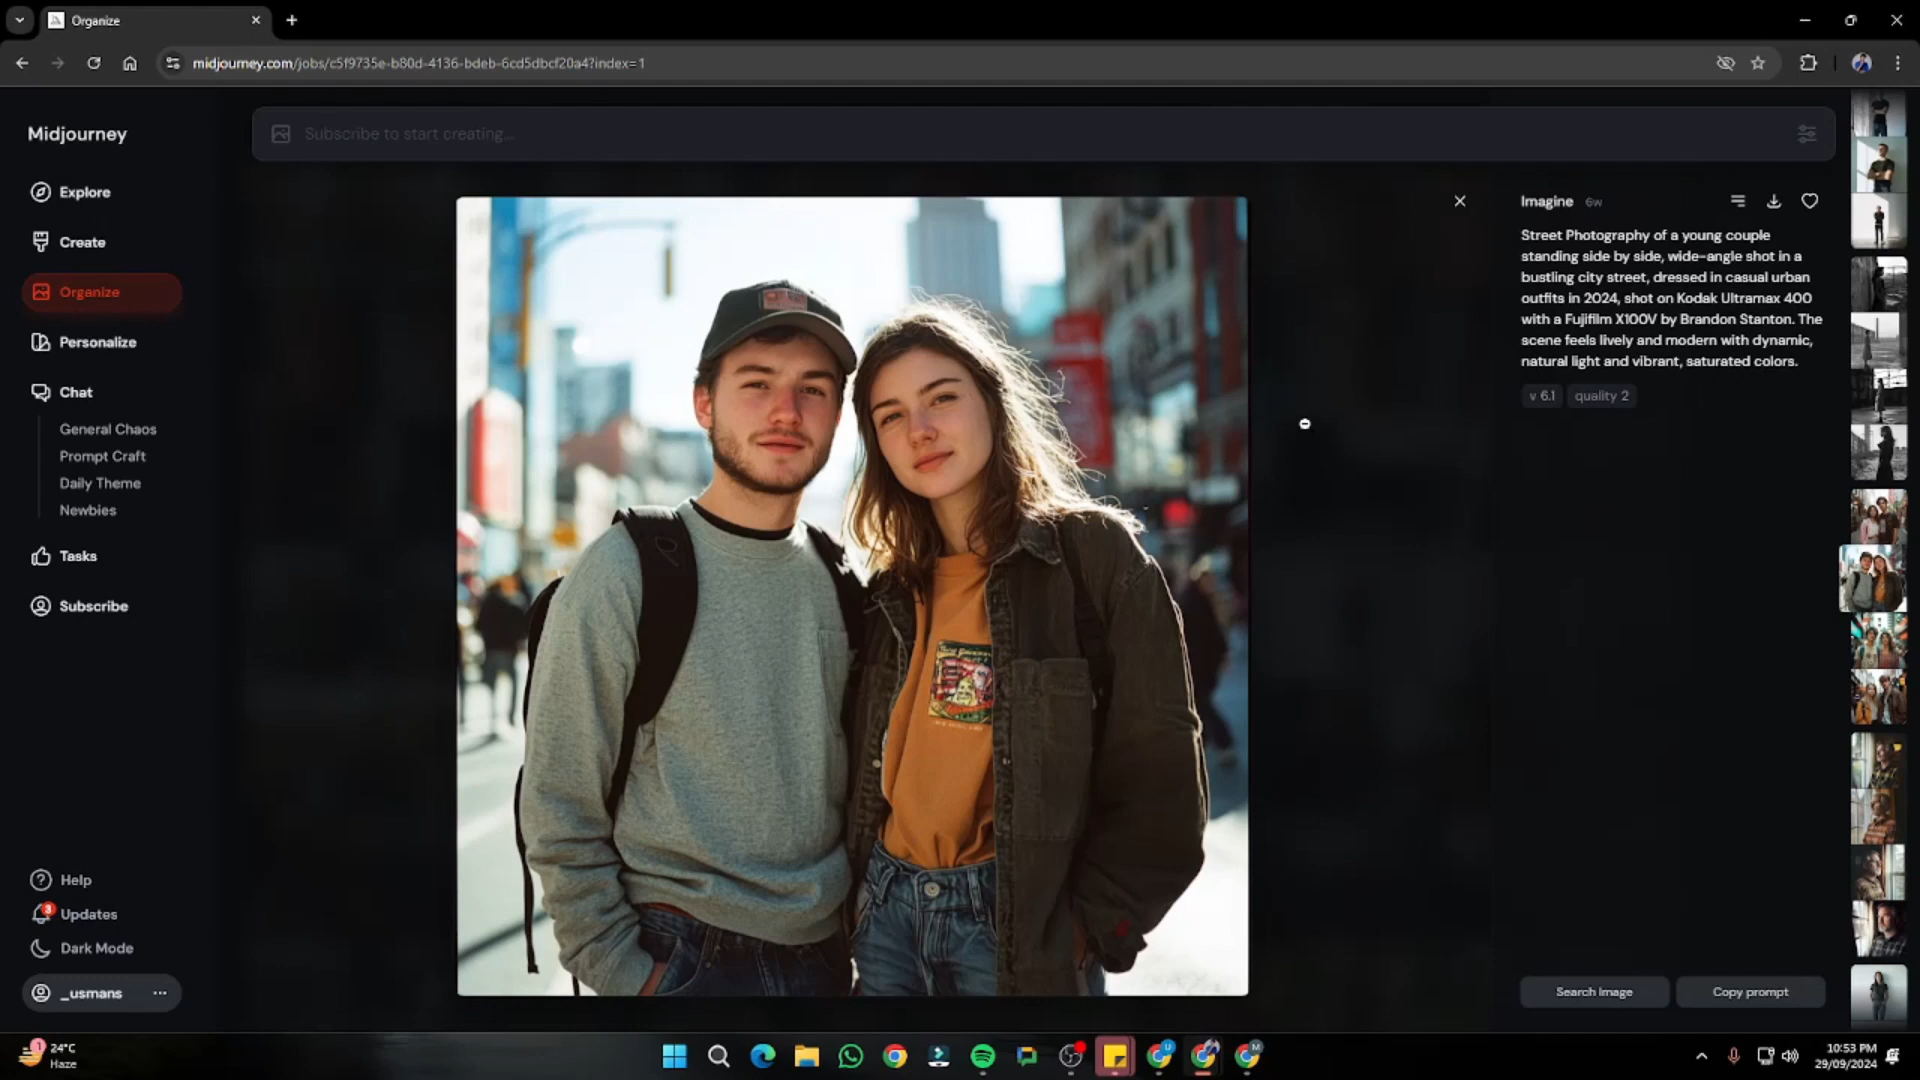 Organize
midjourney.com/jobs/c5f9735e-b80d-4136-bdeb-6cd5dbcf20a4?index=1
Midjourney
Subscribe to start creating...
Explore
Create
Organize
Personalize
Chat
General Chaos
Prompt Craft
Daily Theme
Newbies
Tasks
Subscribe
Help
3
Updates
Dark Mode
_usmans
Imagine 6w
Street Photography of a young couple
standing side by side, wide-angle shot in a
bustling city street, dressed in casual urban
outfits in 2024, shot on Kodak Ultramax 400
with a Fujifilm X100V by Brandon Stanton. The
scene feels lively and modern with dynamic,
natural light and vibrant, saturated colors.
v 6.1 quality 2
Search Image Copy prompt
1
24°C
Haze
U
M
10:53 PM
29/09/2024